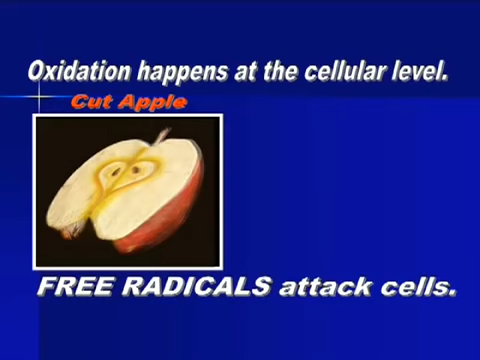 Oxidation happens at the cellular level.
Cut Apple
FREE RADICALS attack cells.